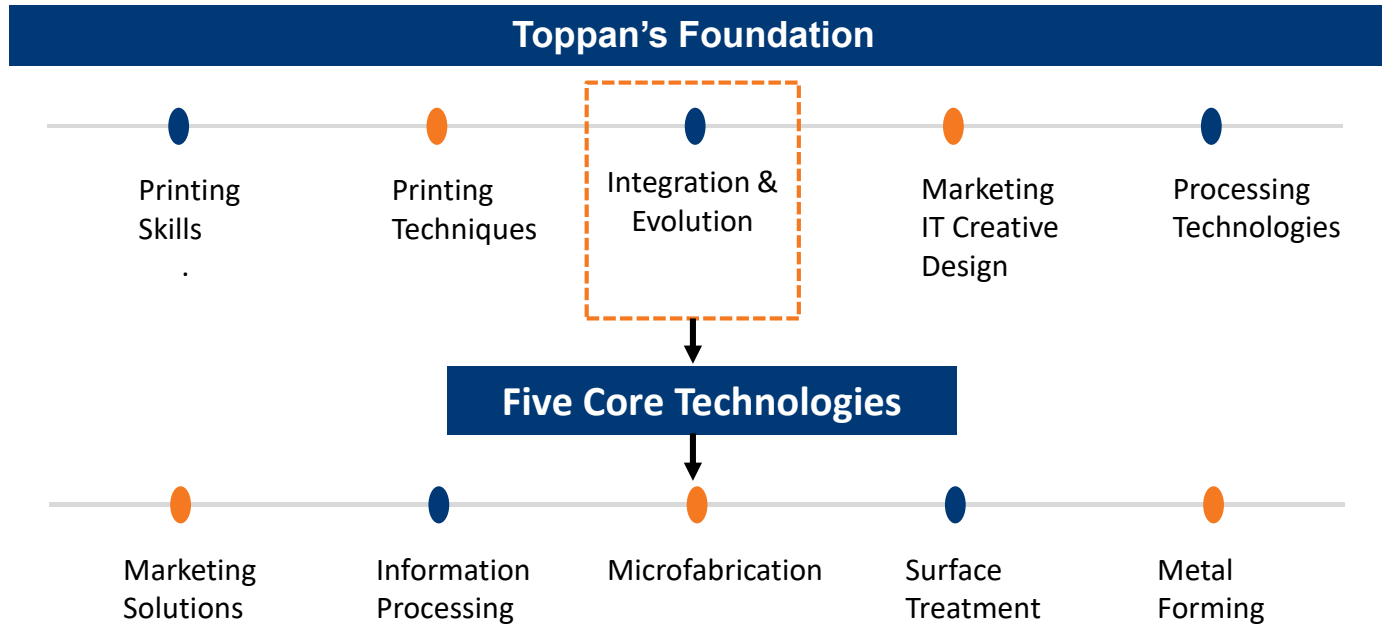 Toppan’s Foundation
Printing
Skills
.
Printing
Techniques
Integration &
Evolution
Marketing
IT Creative
Design
Processing
Technologies
Five Core Technologies
Marketing
Solutions
Information
Processing
Microfabrication
Surface
Treatment
Metal
Forming